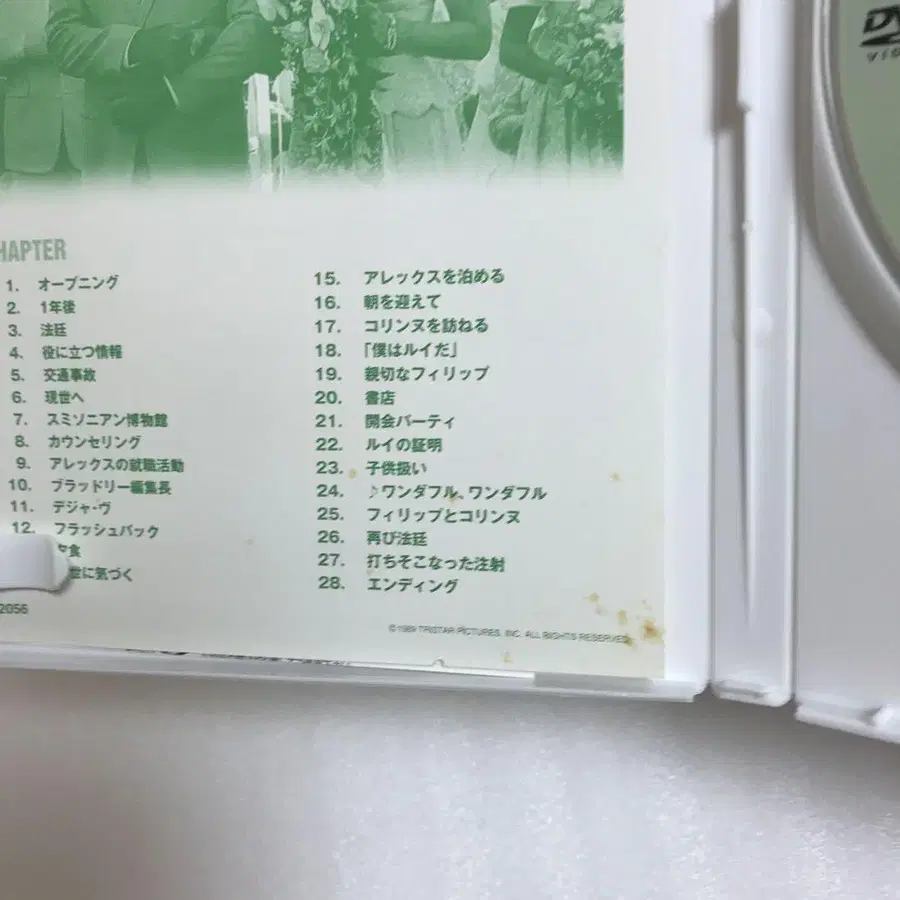 HAPTER
1. オープニング
2. 1年後
3. 法廷
4. 役に立つ情報
5. 交通事故
6. 現世へ
7. スミソニアン博物館
8. カウンセリング
9. アレックスの就職活動
10. ブラッドリー編集長
11. デジャ・ヴ
12. フラッシュバック
食
世に気づく
2056
15. アレックスを泊める
16. 朝を迎えて
17. コリンヌを訪ねる
18. 「僕はルイだ」
19. 親切なフィリップ
20. 書店
21. 開会パーティ
22. ルイの証明
23. 子供扱い
24. ♪ワンダフル、ワンダフル
25. フィリップとコリンヌ
26. 再び法廷
27. 打ちそこなった注射
28. エンディング
©1989 TRISTAR PICTURES, INC. ALL RIGHTS RESERVED.